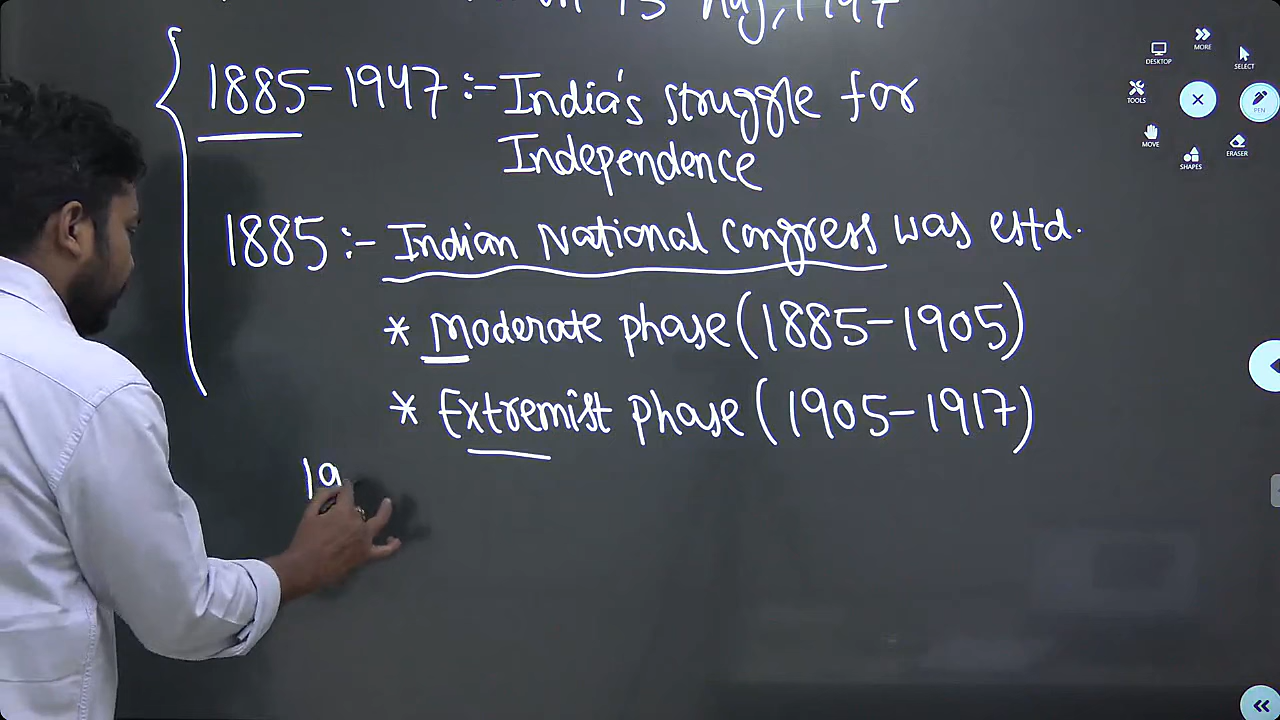 1885-1947 :- India's struggle for
Independence
1885 :- Indian National Congress was estd.
* Moderate phase (1885-1905)
* Extremist phase (1905-1917)
19
DESKTOP
MORE
SELECT
TOOLS
PEN
MOVE
SHAPES
ERASER